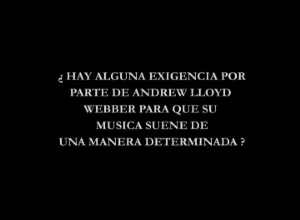 ¿ HAY ALGUNA EXIGENCIA POR
PARTE DE ANDREW LLOYD
WEBBER PARA QUE SU
MUSICA SUENE DE
UNA MANERA DETERMINADA ?